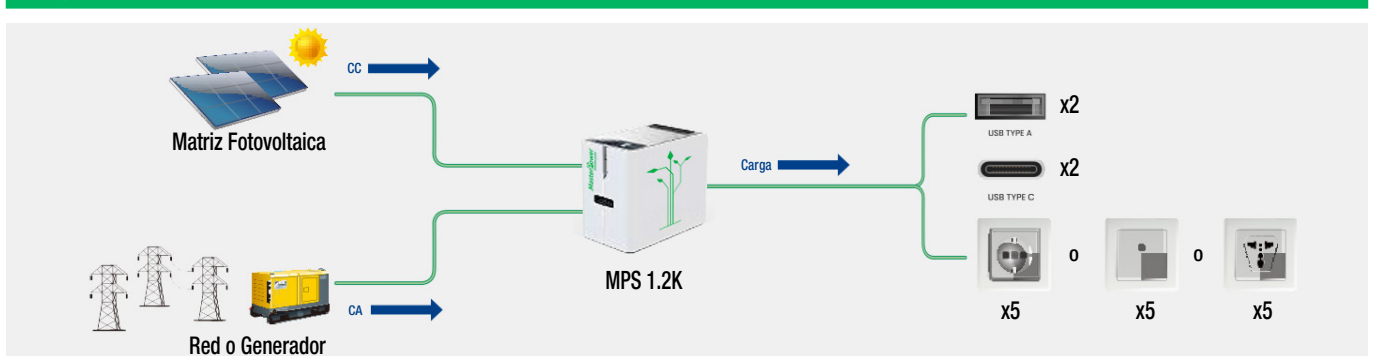 CC
Matriz Fotovoltaica
MasterPower
Carga
x2
USB TYPE A
x2
USB TYPE C
MPS 1.2K
o
o
x5
x5
x5
CA
Red o Generador